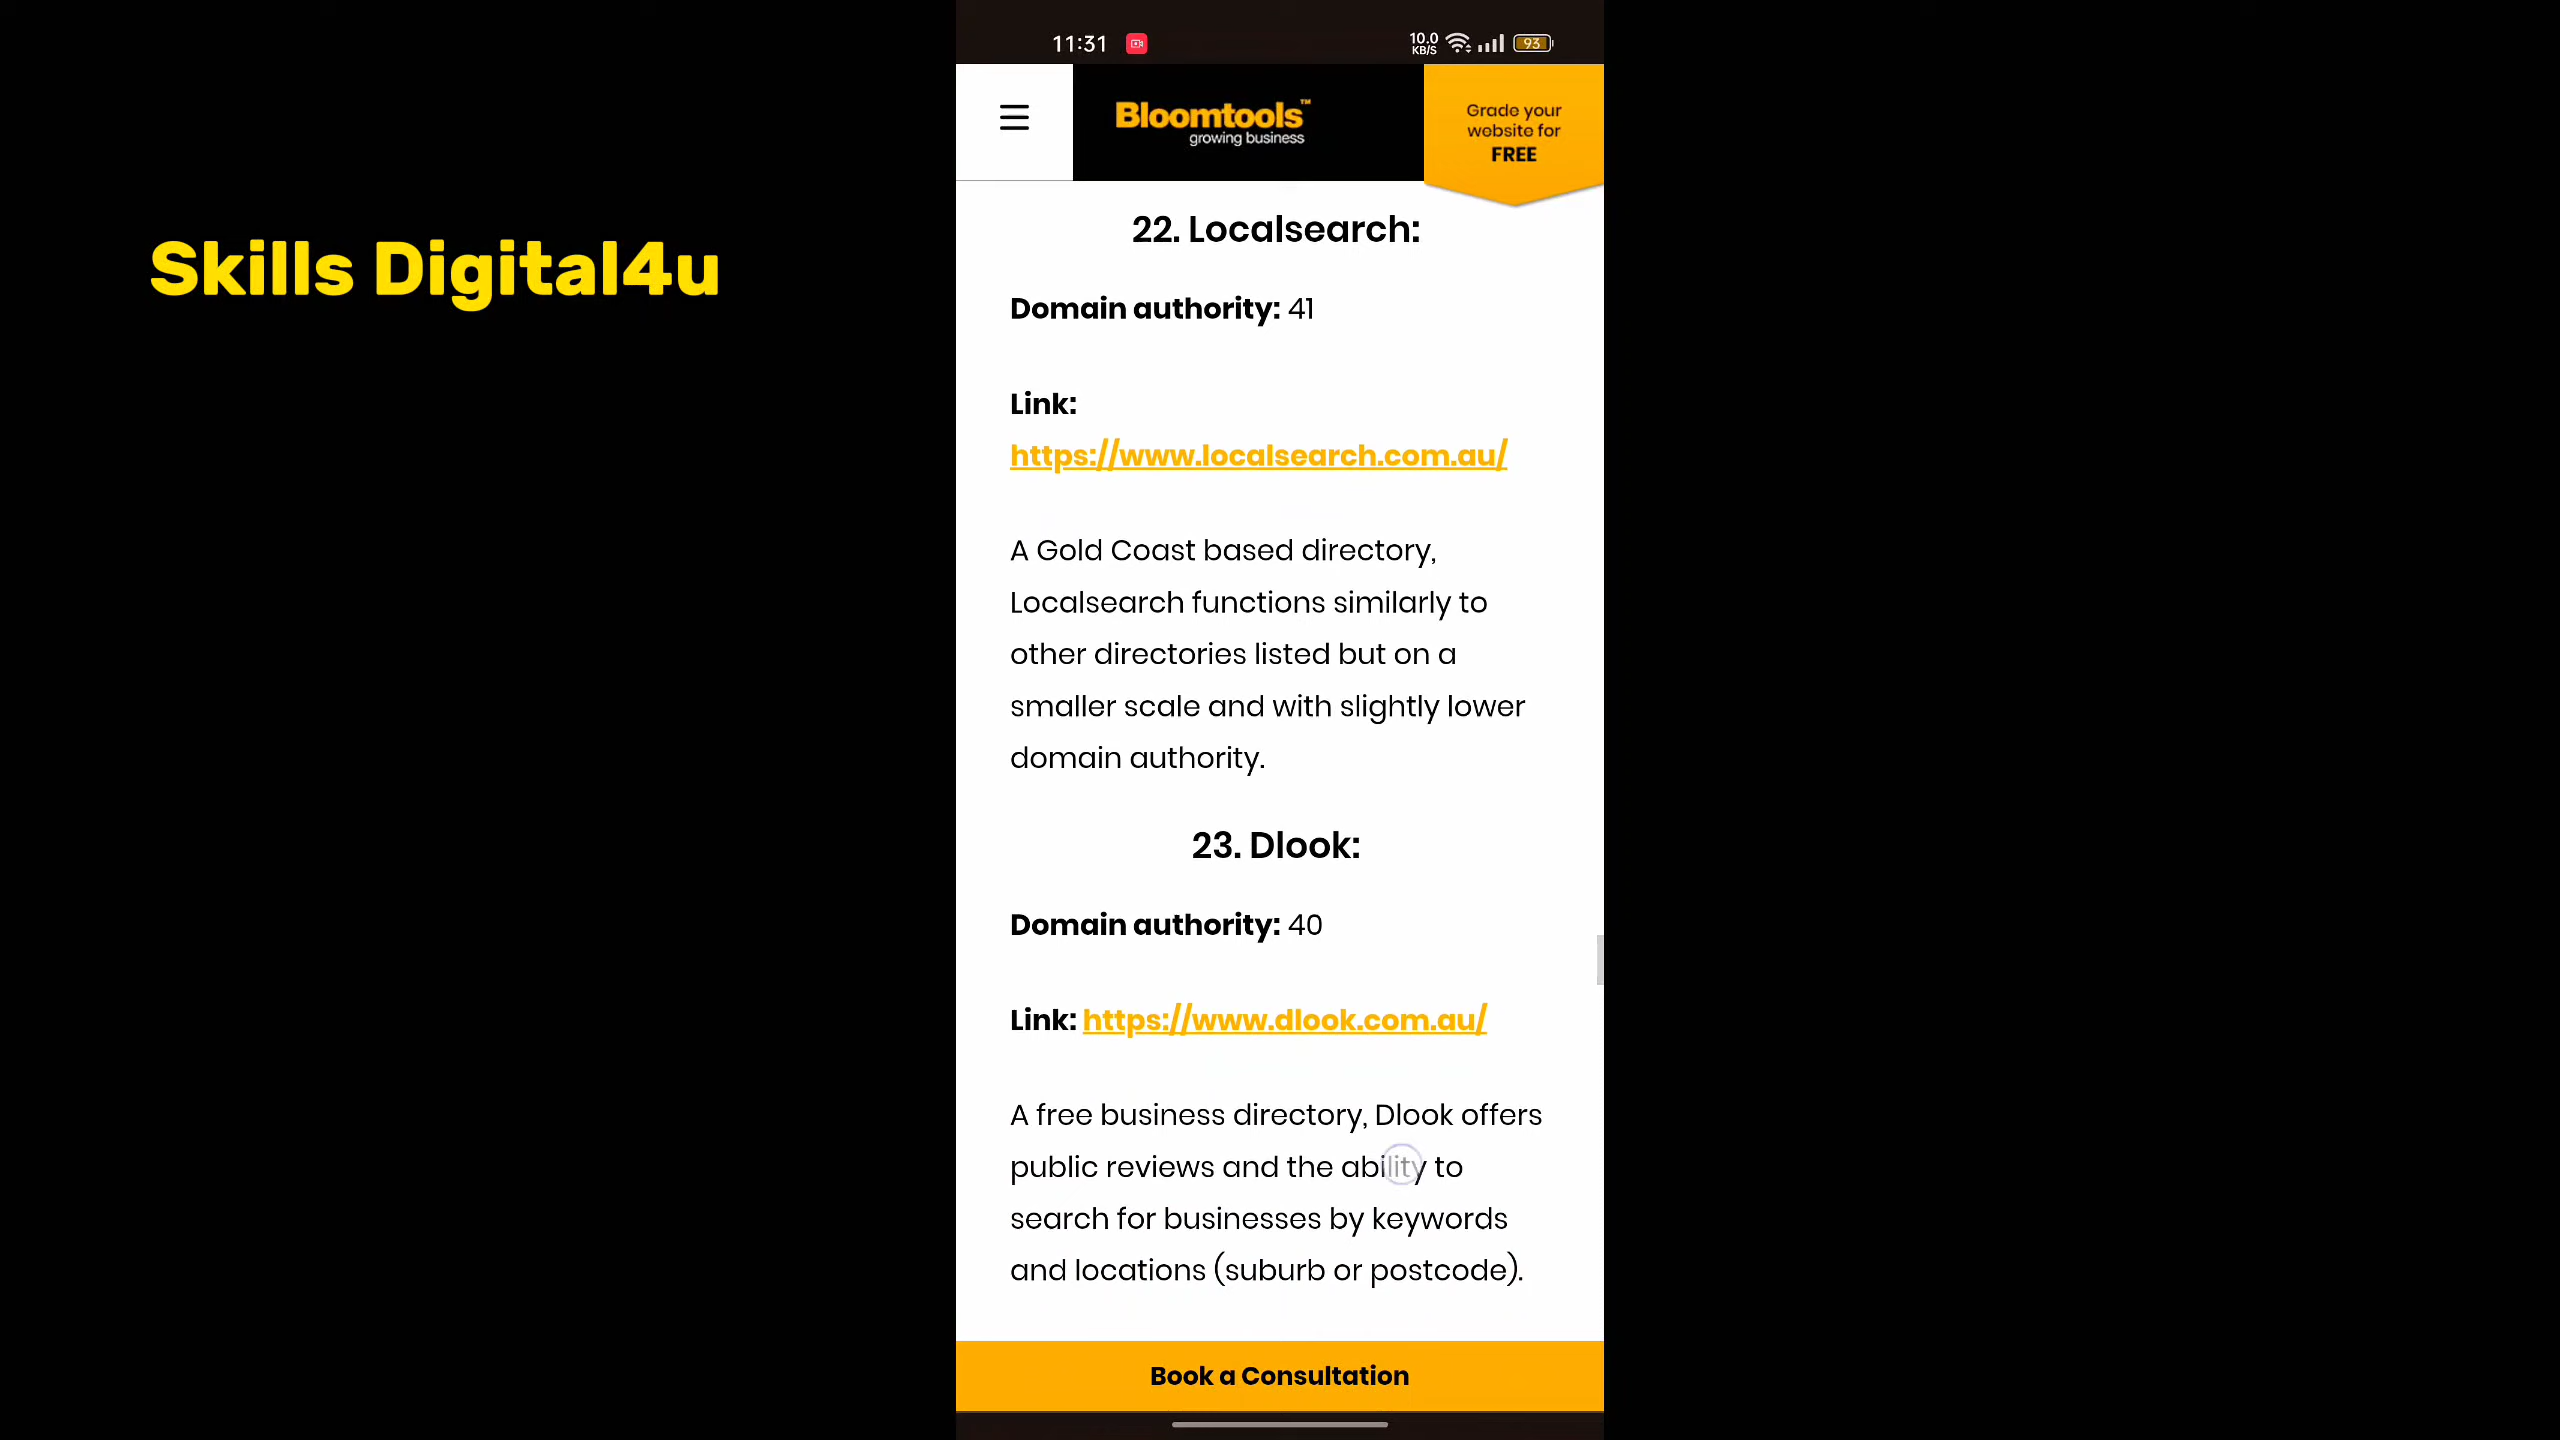 11:31
10.0
KB/S
93
Bloomtools™
growing business
Grade your
website for
FREE
Skills Digital4u
22. Localsearch:
Domain authority: 41
Link:
https://www.localsearch.com.au/
A Gold Coast based directory,
Localsearch functions similarly to
other directories listed but on a
smaller scale and with slightly lower
domain authority.
23. Dlook:
Domain authority: 40
Link: https://www.dlook.com.au/
A free business directory, Dlook offers
public reviews and the ability to
search for businesses by keywords
and locations (suburb or postcode).
Book a Consultation